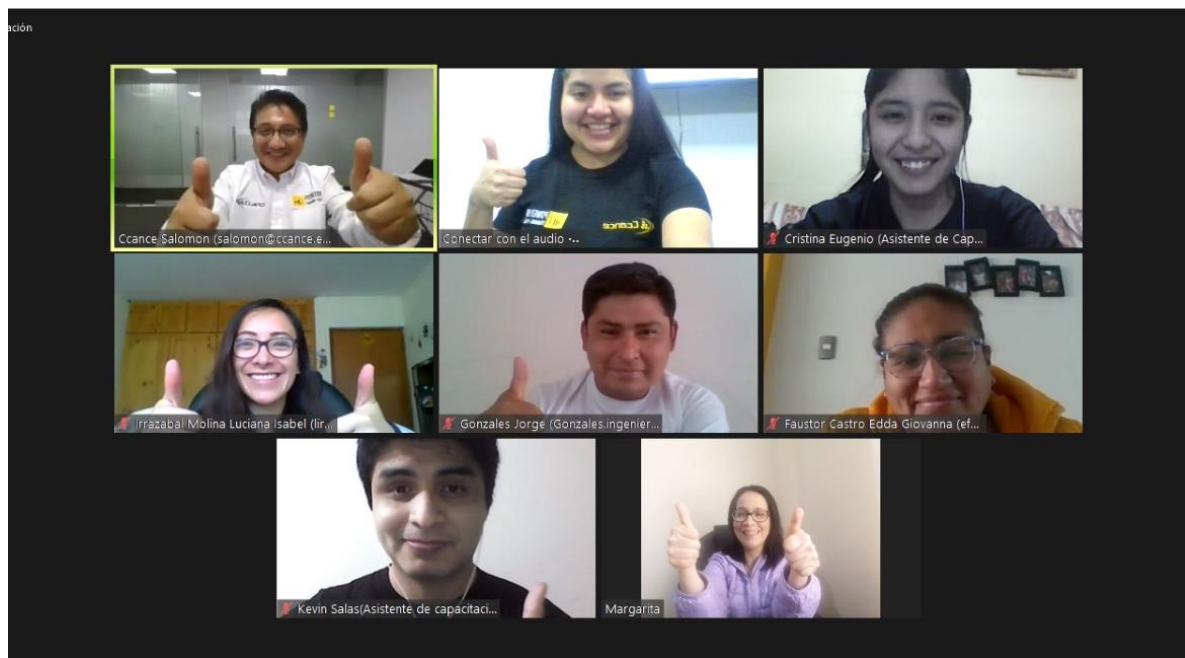 ación
Ccance Salomon (salomon@ccance.e...
Conectar con el audio ·..
Cristina Eugenio (Asistente de Cap...
Irrazabal Molina Luciana Isabel (lir...
Gonzales Jorge (Gonzales.ingenier...
Faustor Castro Edda Giovanna (ef...
Kevin Salas(Asistente de capacitaci...
Margarita